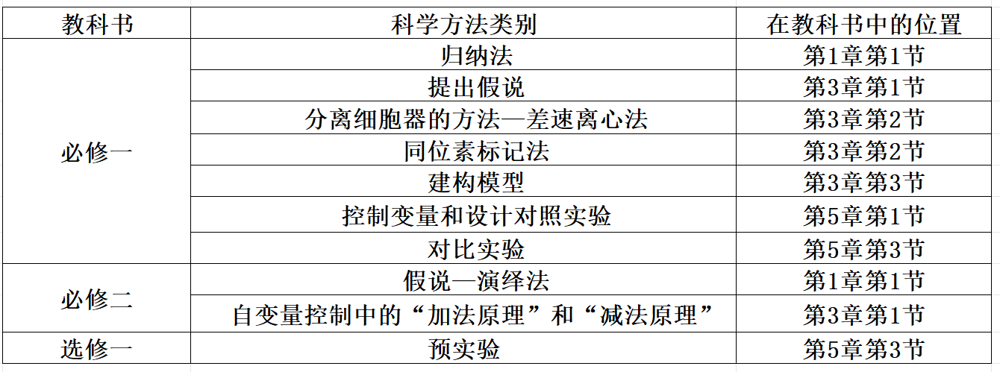 教科书 科学方法类别 在教科书中的位置
必修一 归纳法 第1章第1节
提出假说 第3章第1节
分离细胞器的方法—差速离心法 第3章第2节
同位素标记法 第3章第2节
建构模型 第3章第3节
控制变量和设计对照实验 第5章第1节
对比实验 第5章第3节
必修二 假说—演绎法 第1章第1节
自变量控制中的“加法原理”和“减法原理” 第3章第1节
选修一 预实验 第5章第3节